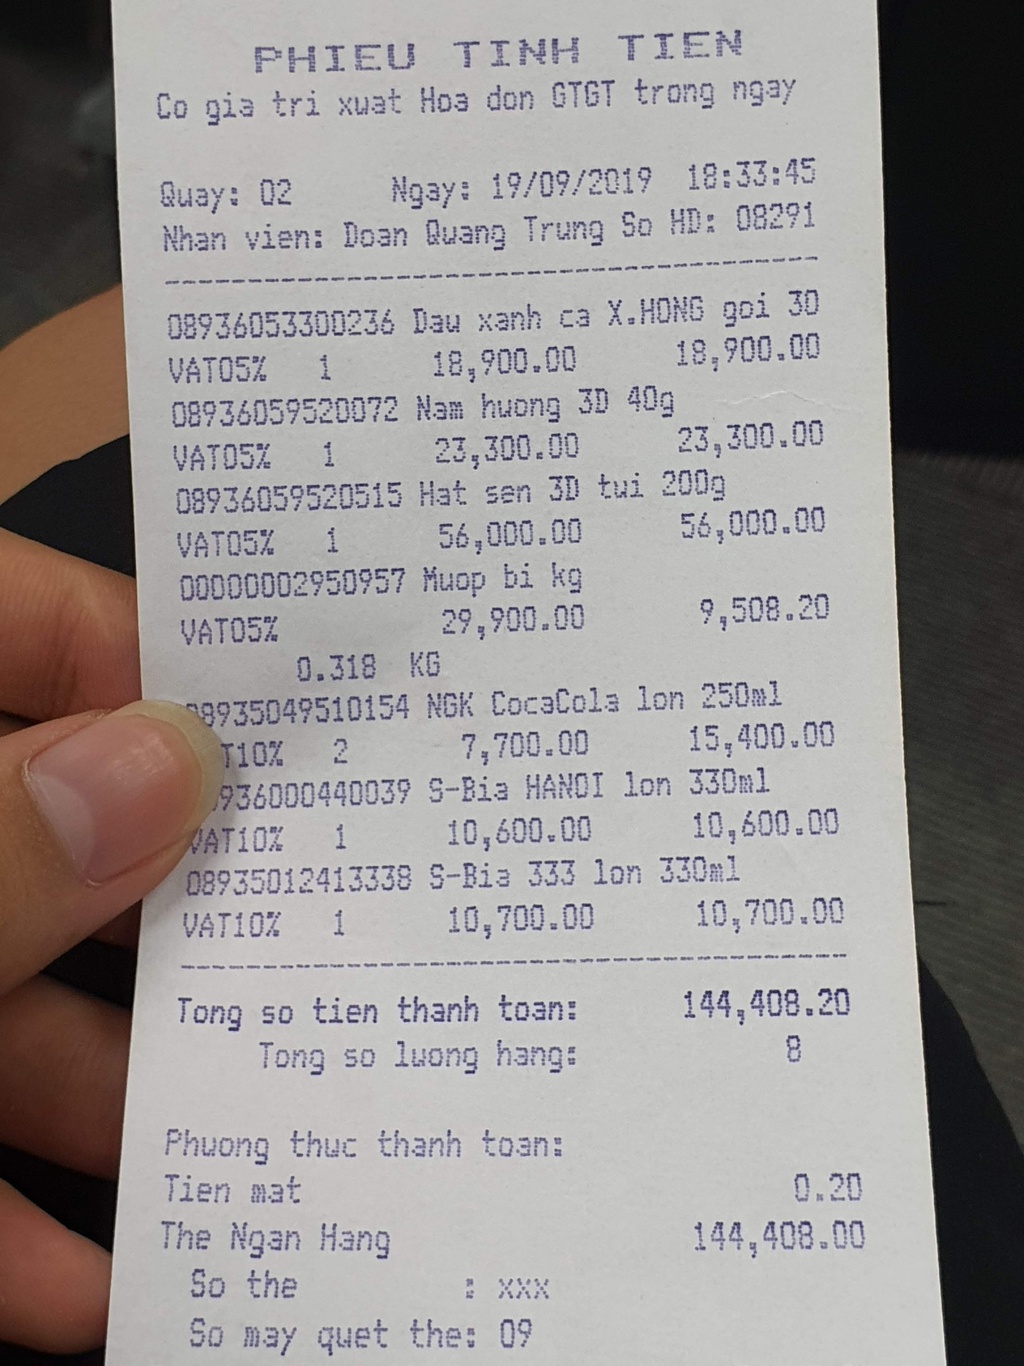 PHIEU TINH TIEN
Co gia tri xuat Hoa don GTGT trong ngay
Quay: 02 Ngay: 19/09/2019 18:33:45
Nhan vien: Doan Quang Trung So HD: 08291
08936053300236 Dau xanh ca X.HONG goi 30
VAT05% 1 18,900.00 18,900.00
08936059520072 Nam huong 3D 40g
VAT05% 1 23,300.00 23,300.00
08936059520515 Hat sen 3D tui 200g
VAT05% 1 56,000.00 56,000.00
00000002950957 Muop bi kg
VAT05% 29,900.00 9,508.20
0.318 KG
08935049510154 NGK CocaCola lon 250ml
T10% 2 7,700.00 15,400.00
936000440039 S-Bia HANOI lon 330ml
VAT10% 1 10,600.00 10,600.00
08935012413338 S-Bia 333 lon 330ml
VAT10% 1 10,700.00 10,700.00
Tong so tien thanh toan: 144,408.20
Tong so luong hang: 8
Phuong thuc thanh toan:
Tien mat 0.20
The Ngan Hang 144,408.00
So the : xxx
So may quet the: 09